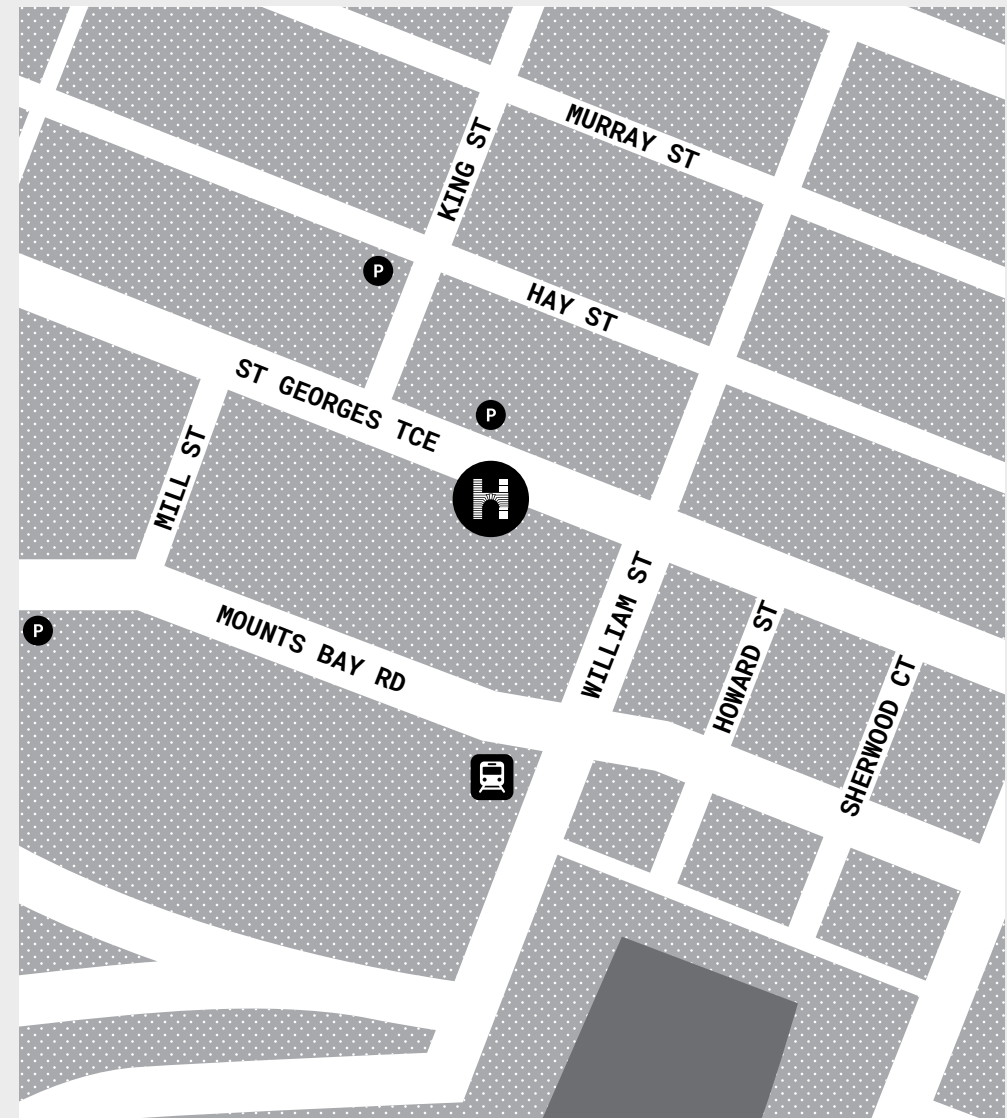 MURRAY ST
KING ST
P
HAY ST
ST GEORGES TCE
P
MILL ST
H
WILLIAM ST
HOWARD ST
MOUNTS BAY RD
P
SHERWOOD CT